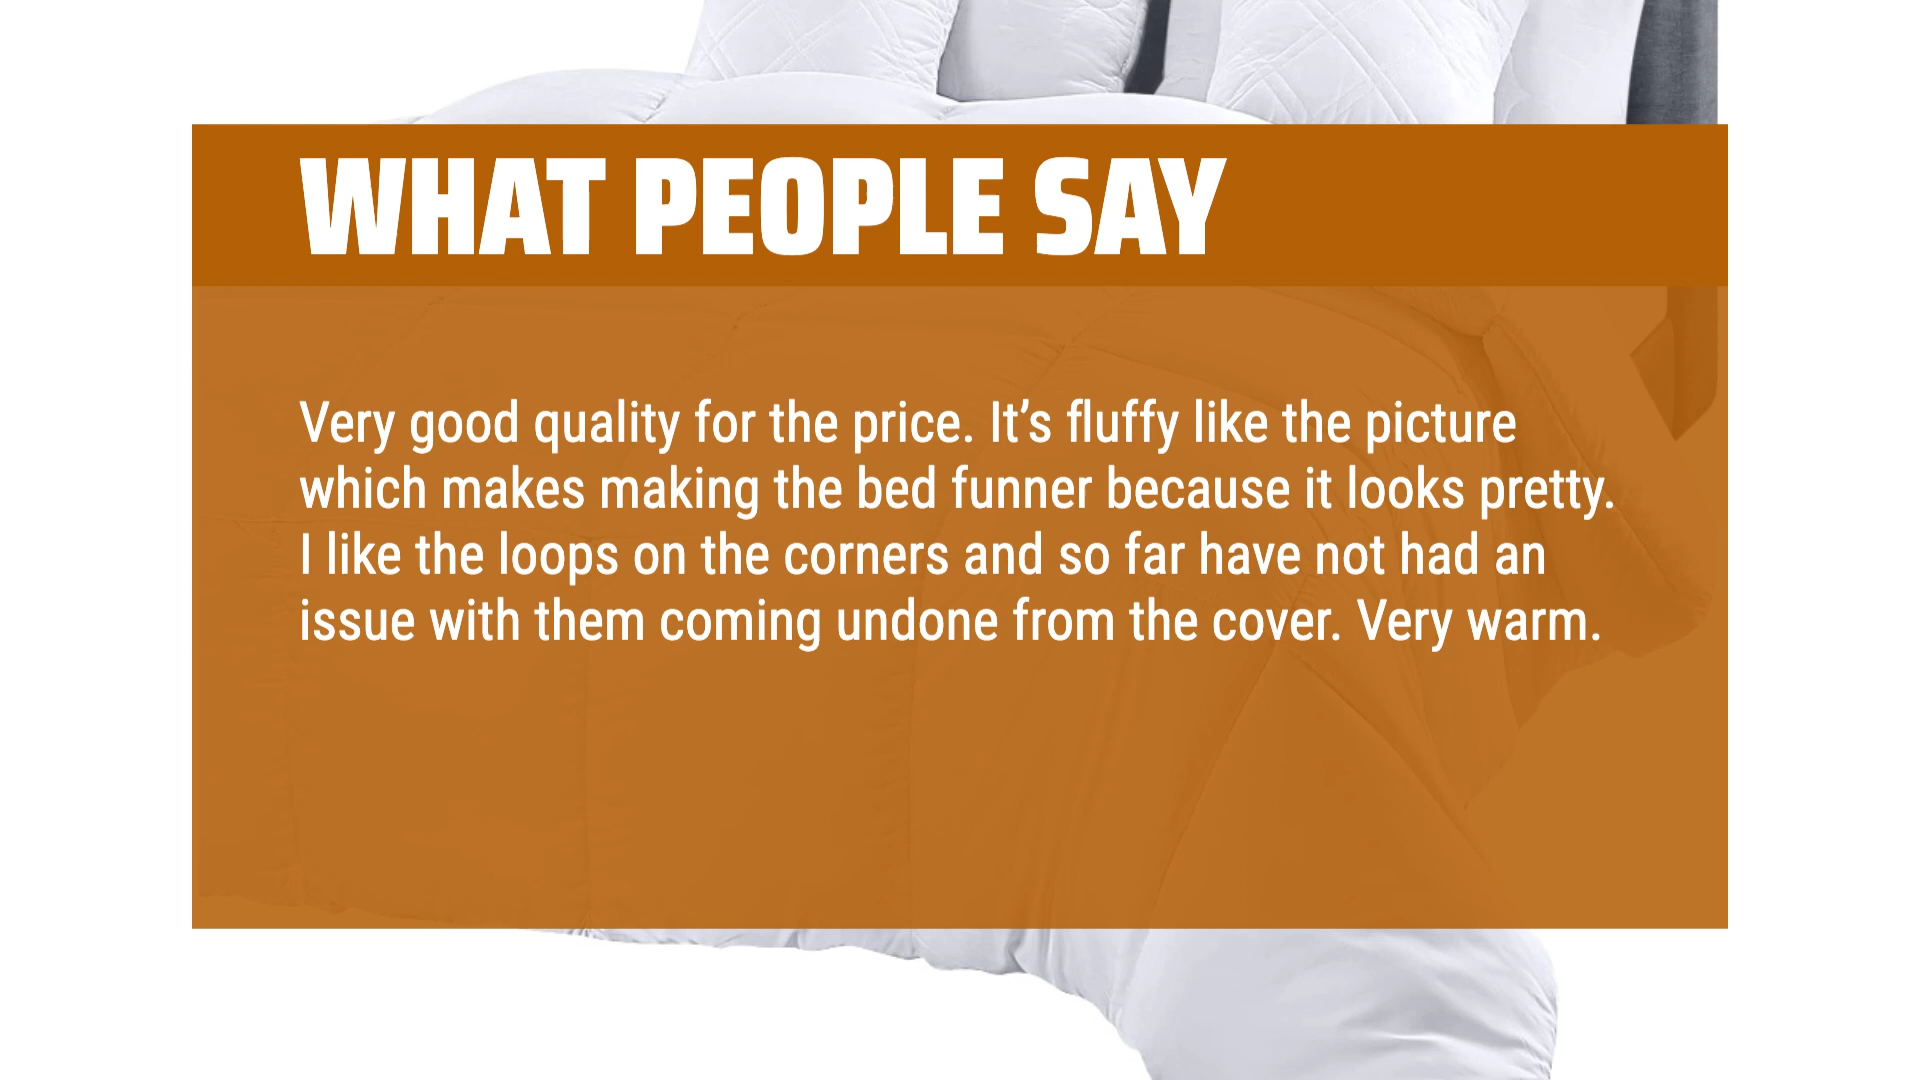 WHAT PEOPLE SAY
Very good quality for the price. It’s fluffy like the picture
which makes making the bed funner because it looks pretty.
I like the loops on the corners and so far have not had an
issue with them coming undone from the cover. Very warm.